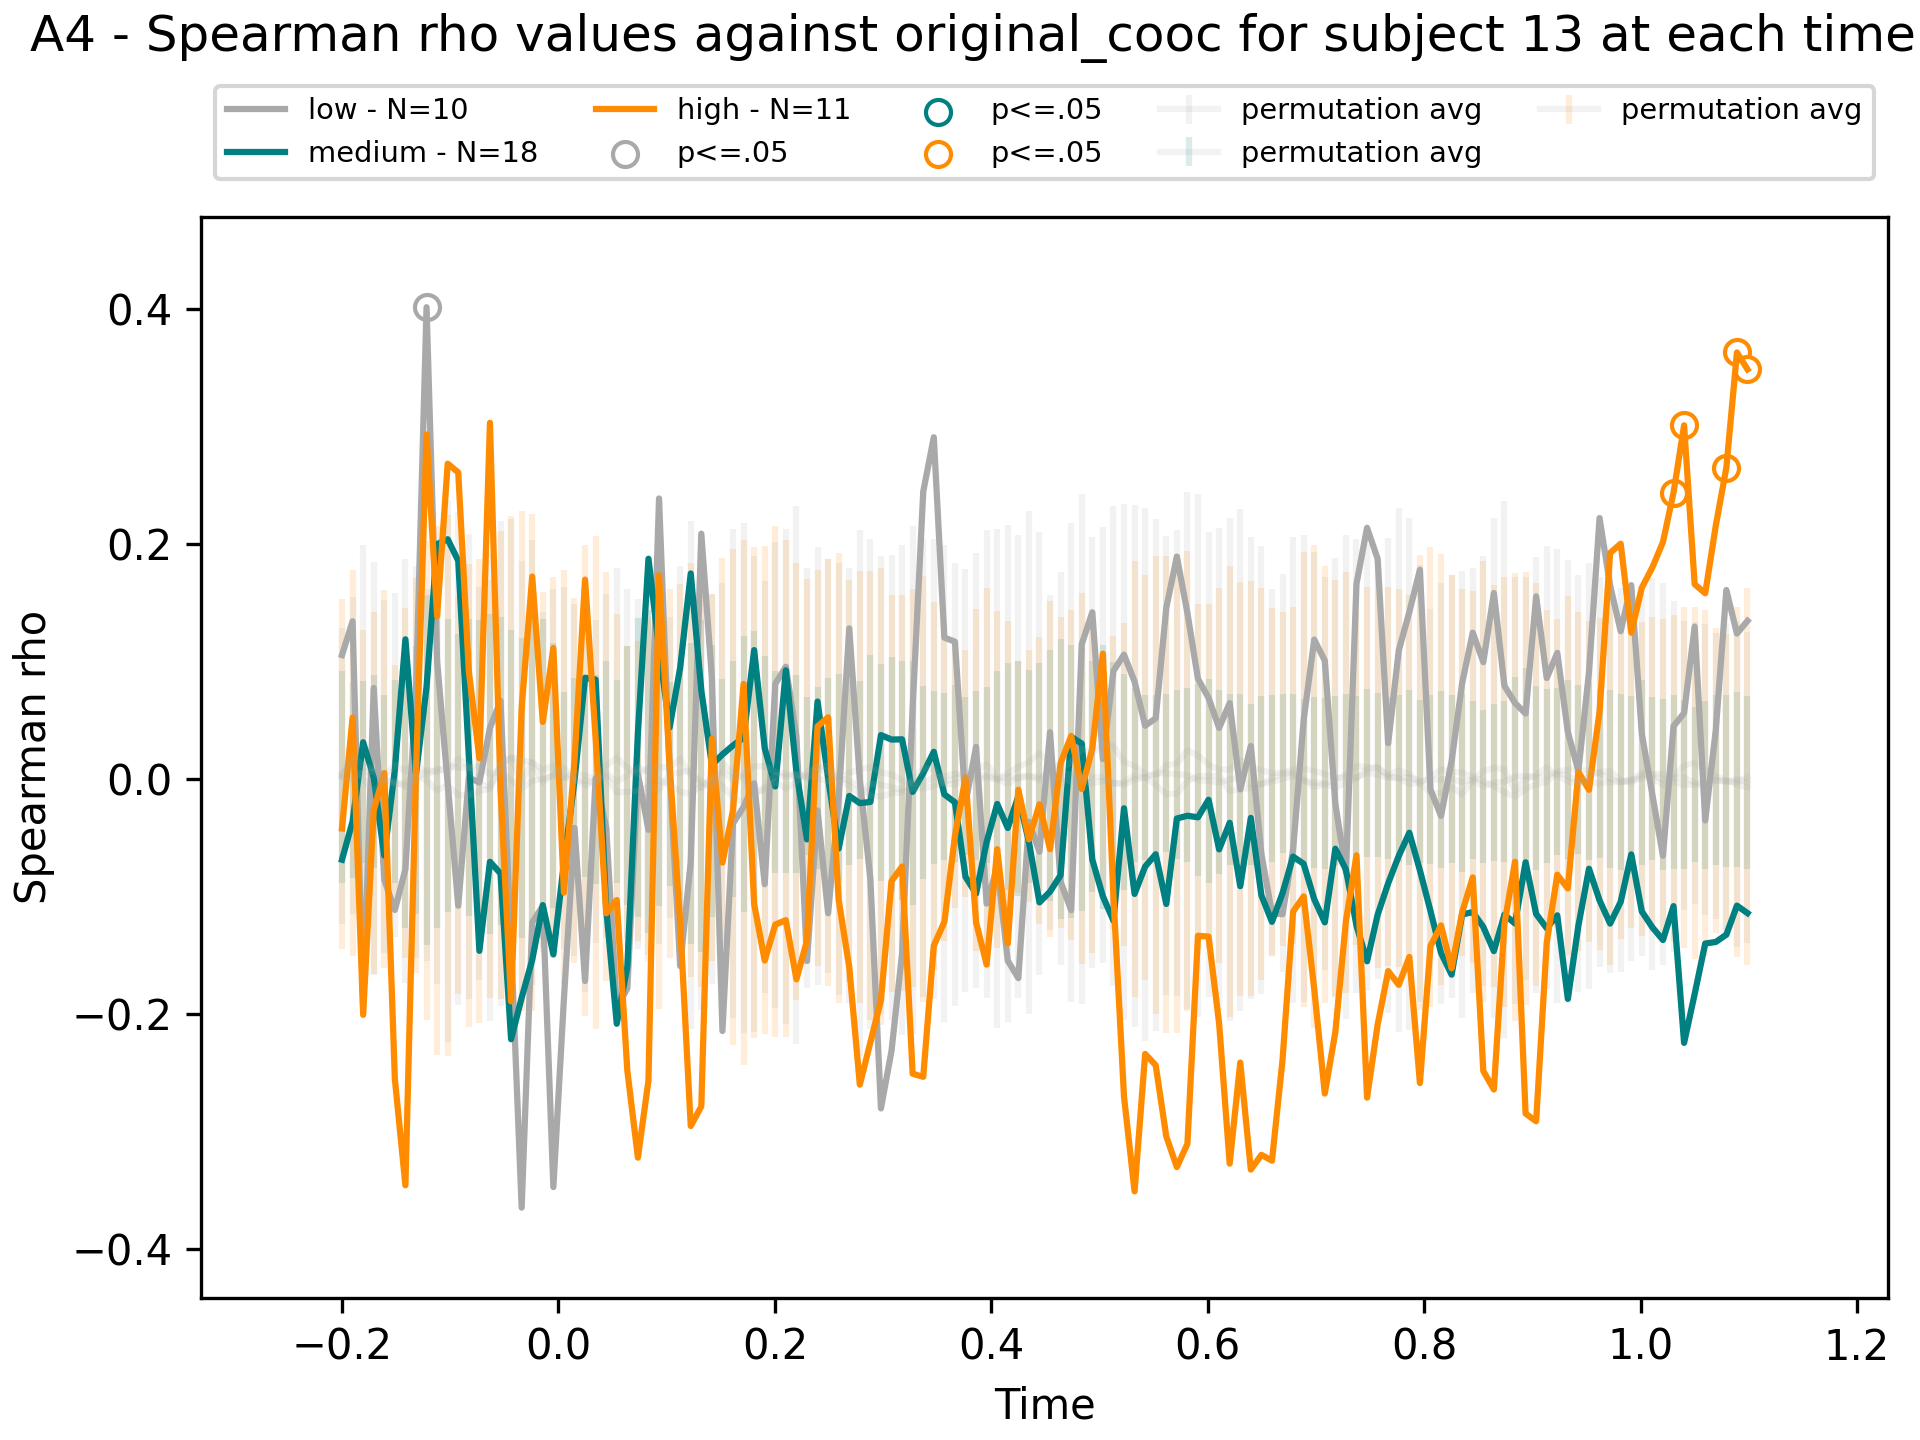 A4 - Spearman rho values against original_cooc for subject 13 at each time
low - N=10 high - N=11 p<=.05 permutation avg permutation avg
medium - N=18 p<=.05 p<=.05 permutation avg
Spearman rho
0.4
0.2
0.0
−0.2
−0.4
−0.2 0.0 0.2 0.4 0.6 0.8 1.0 1.2
Time